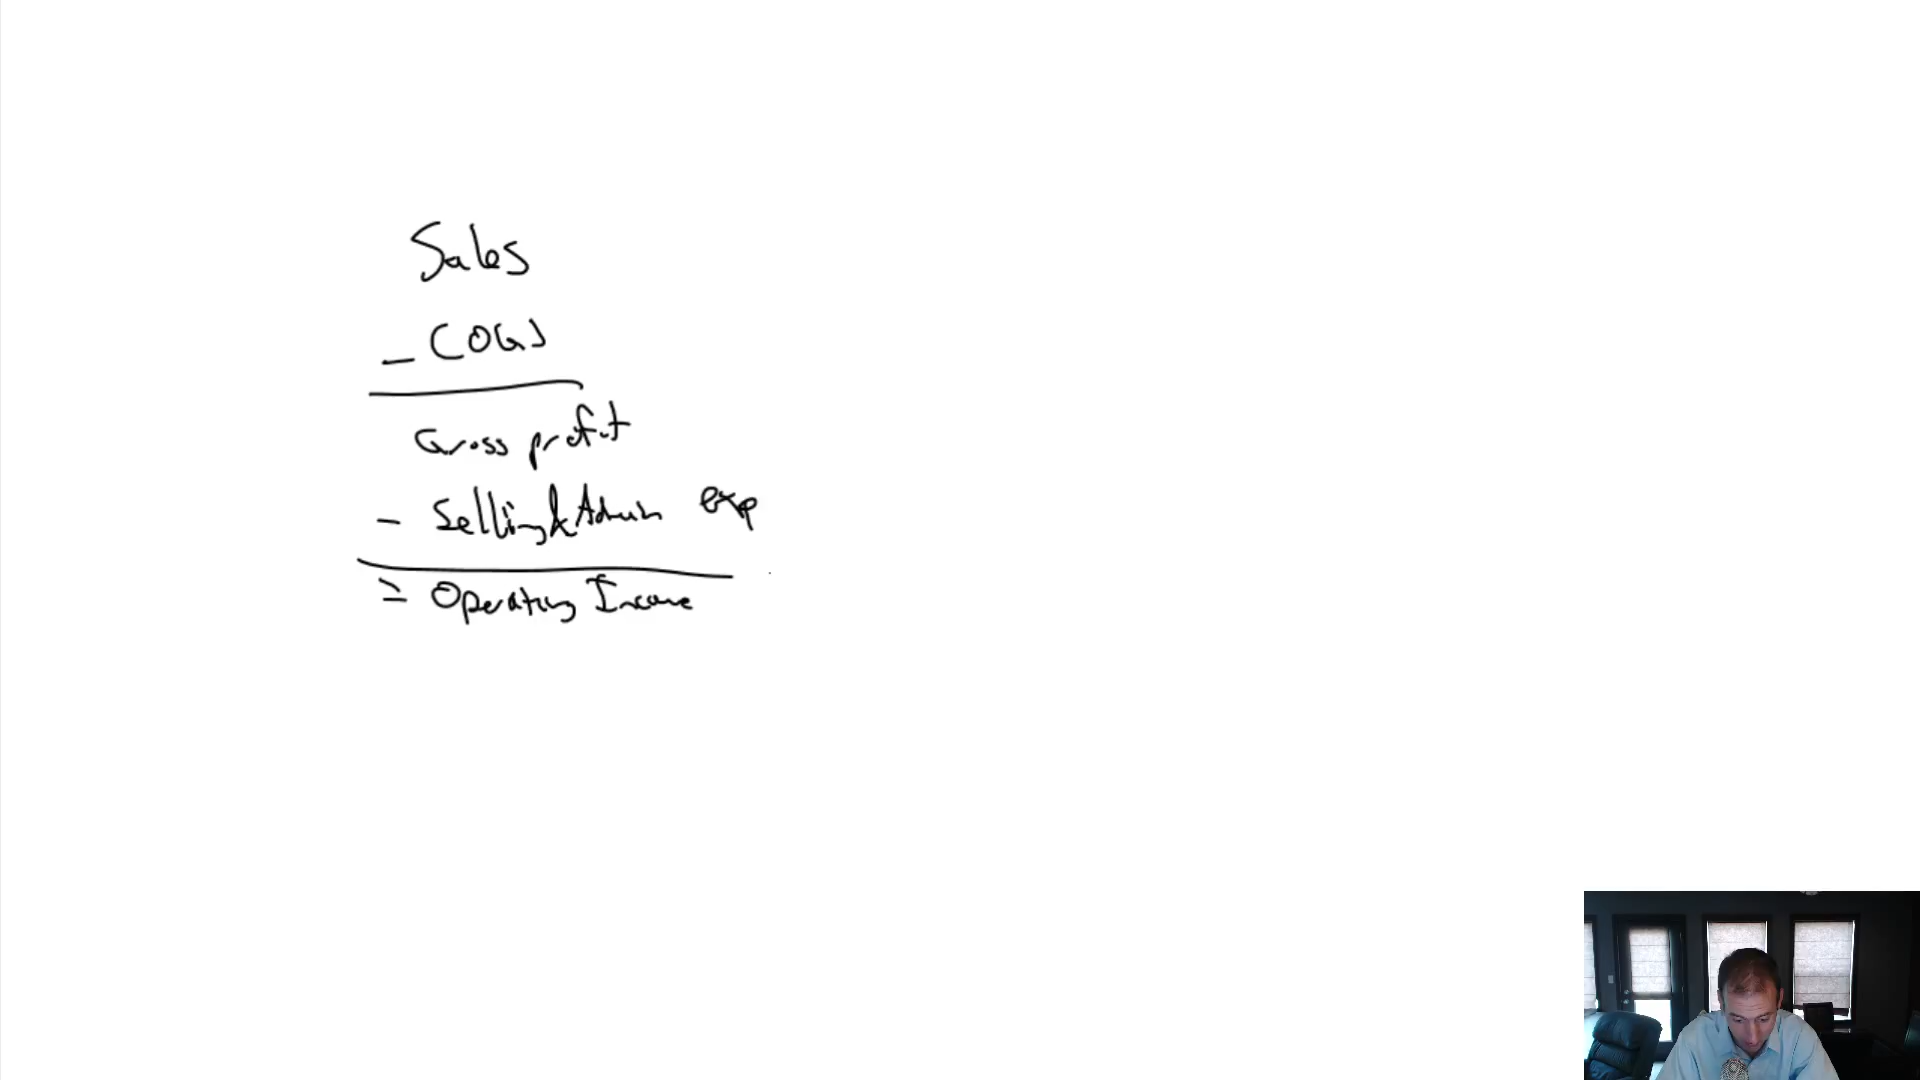 Sales
- COGS
Gross profit
- Selling & Admin exp
= Operating Income